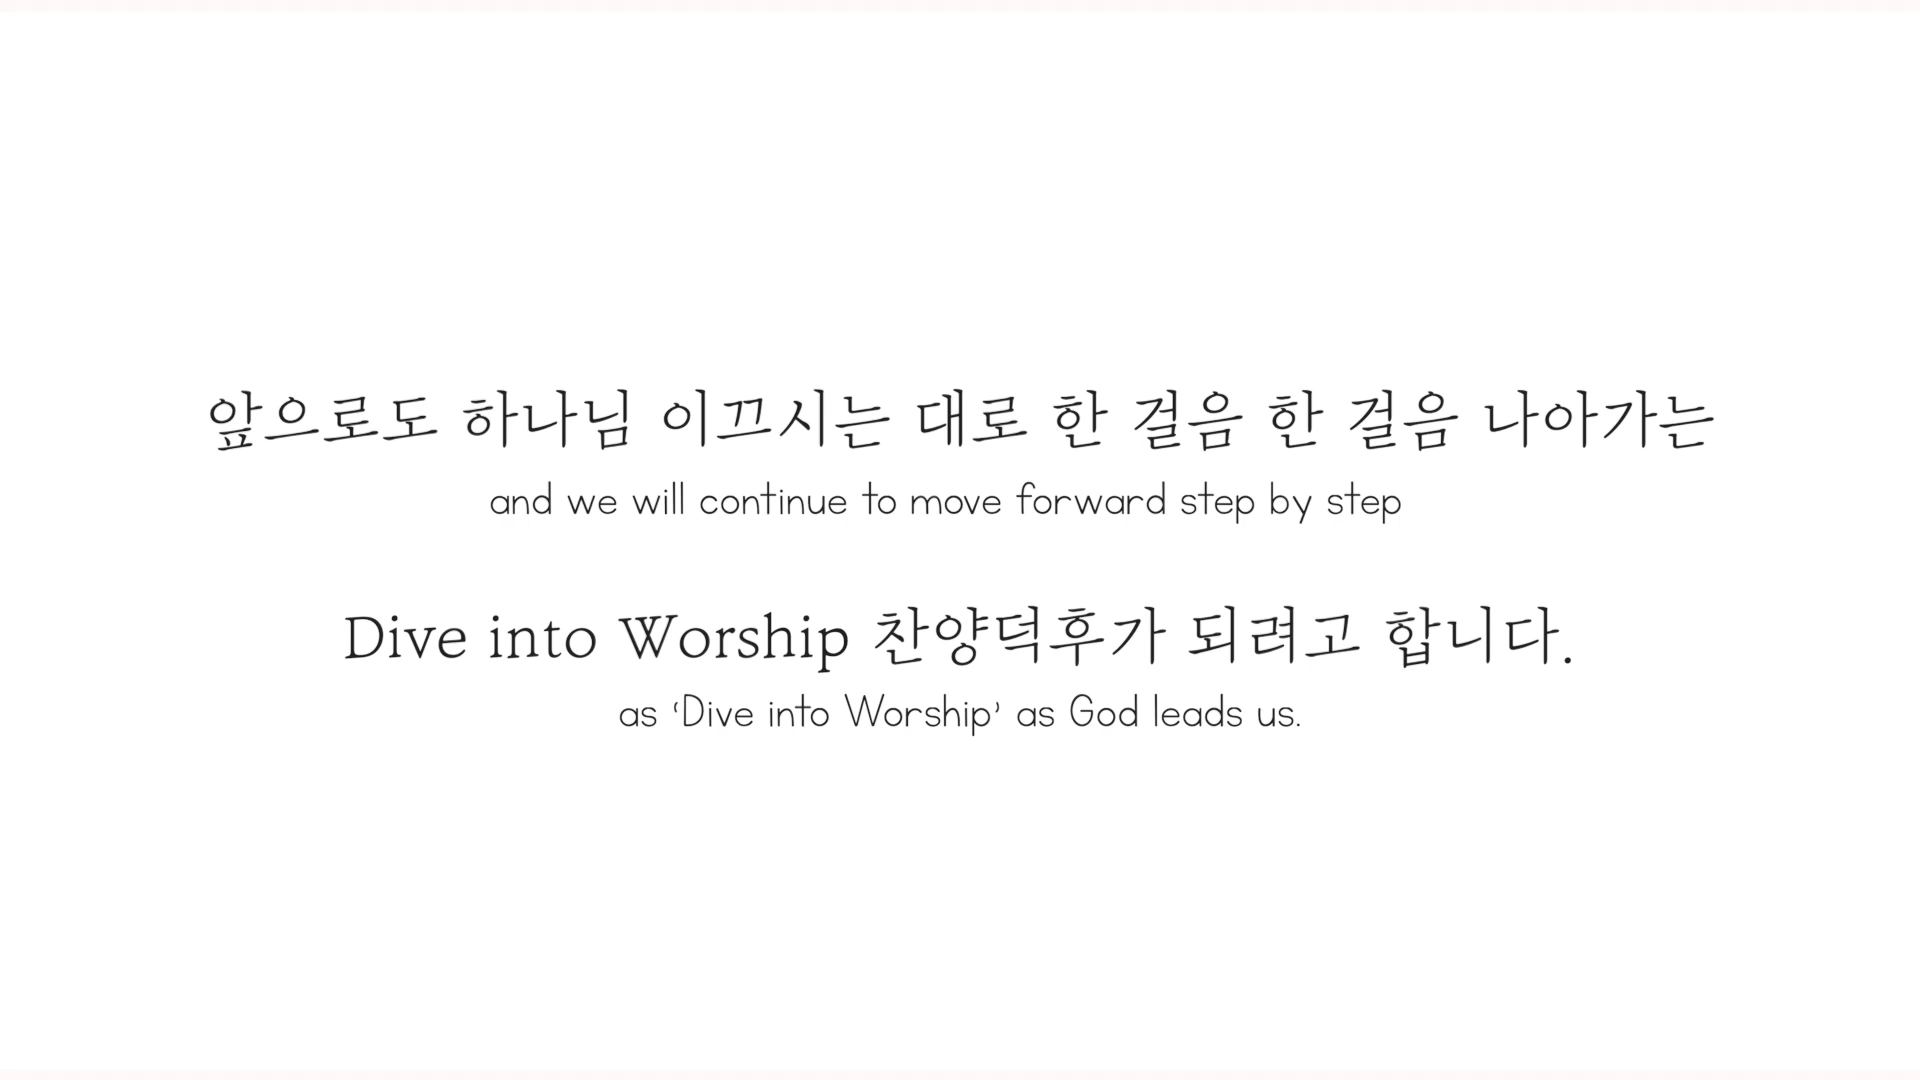 앞으로도 하나님 이끄시는 대로 한 걸음 한 걸음 나아가는
and we will continue to move forward step by step
Dive into Worship 찬양덕후가 되려고 합니다.
as ‘Dive into Worship’ as God leads us.